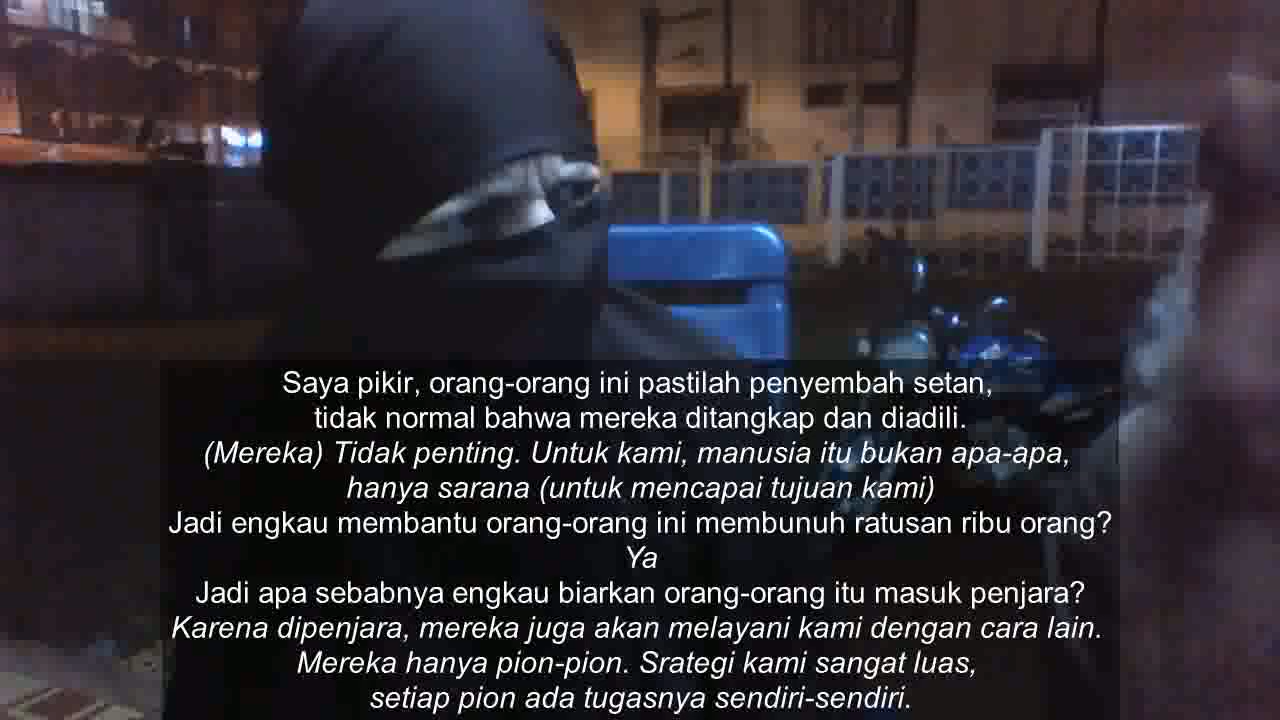 Saya pikir, orang-orang ini pastilah penyembah setan,
tidak normal bahwa mereka ditangkap dan diadili.
(Mereka) Tidak penting. Untuk kami, manusia itu bukan apa-apa,
hanya sarana (untuk mencapai tujuan kami)
Jadi engkau membantu orang-orang ini membunuh ratusan ribu orang?
Ya
Jadi apa sebabnya engkau biarkan orang-orang itu masuk penjara?
Karena dipenjara, mereka juga akan melayani kami dengan cara lain.
Mereka hanya pion-pion. Srategi kami sangat luas,
setiap pion ada tugasnya sendiri-sendiri.